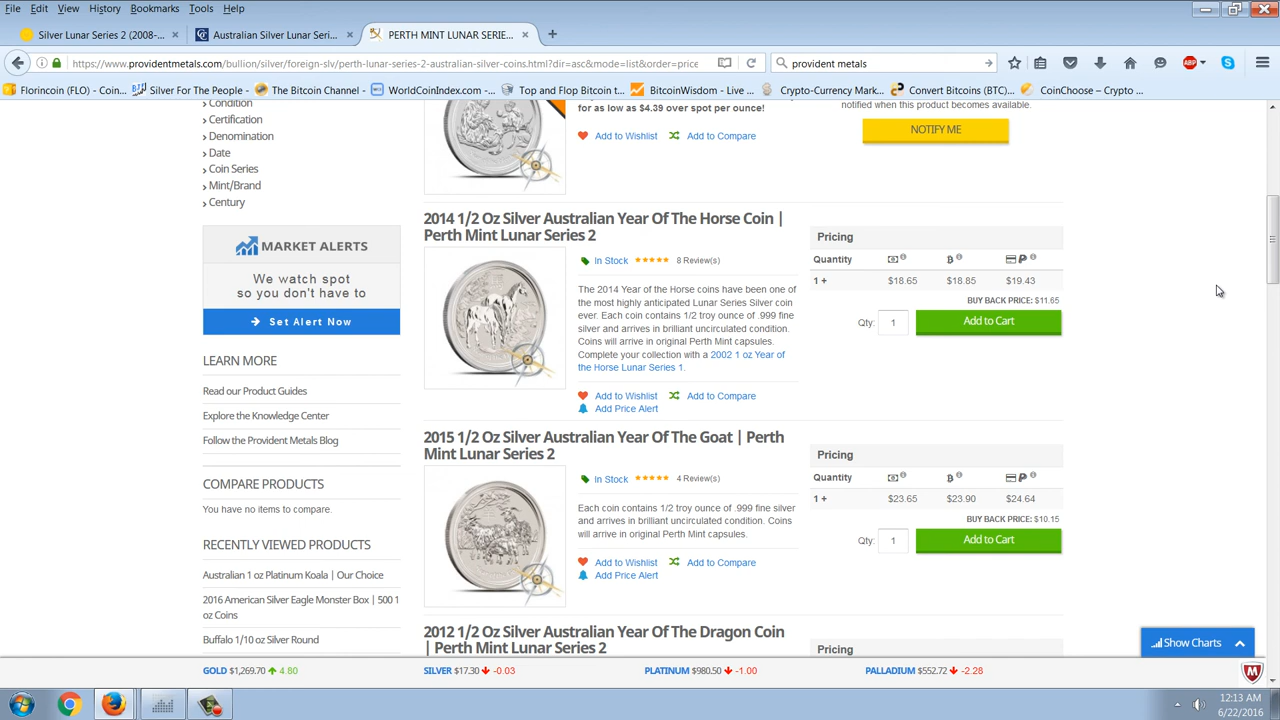 File Edit View History Bookmarks Tools Help
Silver Lunar Series 2 (2008-... × Australian Silver Lunar Seri... × PERTH MINT LUNAR SERIE... × +
https://www.providentmetals.com/bullion/silver/foreign-slv/perth-lunar-series-2-australian-silver-coins.html?dir=asc&mode=list&order=price provident metals
Florincoin (FLO) - Coin... Silver For The People - The Bitcoin Channel - WorldCoinIndex.com - ... Top and Flop Bitcoin t... BitcoinWisdom - Live ... Crypto-Currency Mark... Convert Bitcoins (BTC)... CoinChoose – Crypto ...
Condition
Certification
Denomination
Date
Coin Series
Mint/Brand
Century
MARKET ALERTS
We watch spot
so you don't have to
Set Alert Now
LEARN MORE
Read our Product Guides
Explore the Knowledge Center
Follow the Provident Metals Blog
COMPARE PRODUCTS
You have no items to compare.
RECENTLY VIEWED PRODUCTS
Australian 1 oz Platinum Koala | Our Choice
2016 American Silver Eagle Monster Box | 500 1
oz Coins
Buffalo 1/10 oz Silver Round
for as low as $4.39 over spot per ounce!
Add to Wishlist Add to Compare
notified when this product becomes available.
NOTIFY ME
2014 1/2 Oz Silver Australian Year Of The Horse Coin |
Perth Mint Lunar Series 2
In Stock 8 Review(s)
The 2014 Year of the Horse coins have been one of
the most highly anticipated Lunar Series Silver coin
ever. Each coin contains 1/2 troy ounce of .999 fine
silver and arrives in brilliant uncirculated condition.
Coins will arrive in original Perth Mint capsules.
Complete your collection with a 2002 1 oz Year of
the Horse Lunar Series 1.
Add to Wishlist Add to Compare
Add Price Alert
Pricing
Quantity
1 + $18.65 $18.85 $19.43
BUY BACK PRICE: $11.65
Qty: 1 Add to Cart
2015 1/2 Oz Silver Australian Year Of The Goat | Perth
Mint Lunar Series 2
In Stock 4 Review(s)
Each coin contains 1/2 troy ounce of .999 fine silver
and arrives in brilliant uncirculated condition. Coins
will arrive in original Perth Mint capsules.
Add to Wishlist Add to Compare
Add Price Alert
Pricing
Quantity
1 + $23.65 $23.90 $24.64
BUY BACK PRICE: $10.15
Qty: 1 Add to Cart
2012 1/2 Oz Silver Australian Year Of The Dragon Coin
| Perth Mint Lunar Series 2
Pricing
Show Charts
GOLD $1,269.70 4.80 SILVER $17.30 -0.03 PLATINUM $980.50 -1.00 PALLADIUM $552.72 -2.28
12:13 AM
6/22/2016